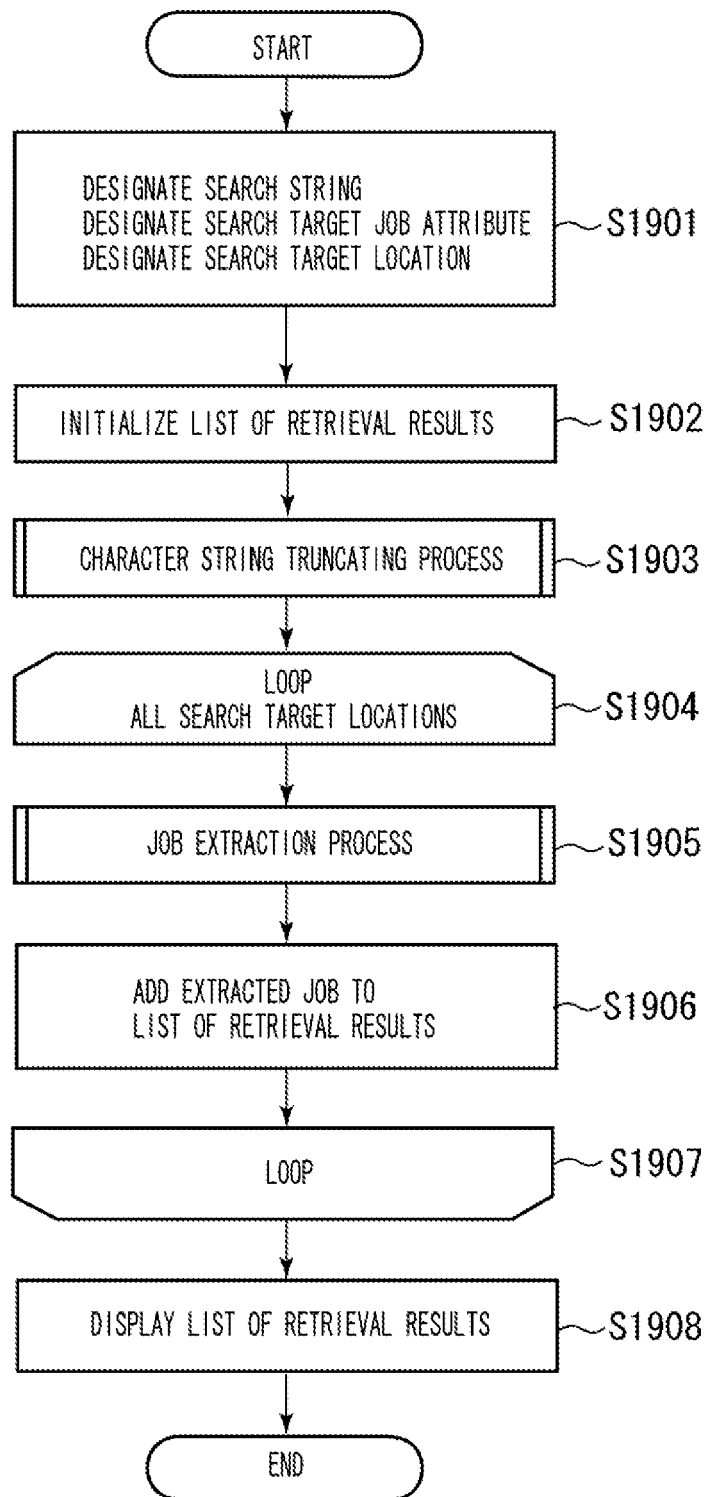 START
DESIGNATE SEARCH STRING
DESIGNATE SEARCH TARGET JOB ATTRIBUTE
DESIGNATE SEARCH TARGET LOCATION
S1901
INITIALIZE LIST OF RETRIEVAL RESULTS
S1902
CHARACTER STRING TRUNCATING PROCESS
S1903
LOOP
ALL SEARCH TARGET LOCATIONS
S1904
JOB EXTRACTION PROCESS
S1905
ADD EXTRACTED JOB TO
LIST OF RETRIEVAL RESULTS
S1906
LOOP
S1907
DISPLAY LIST OF RETRIEVAL RESULTS
S1908
END